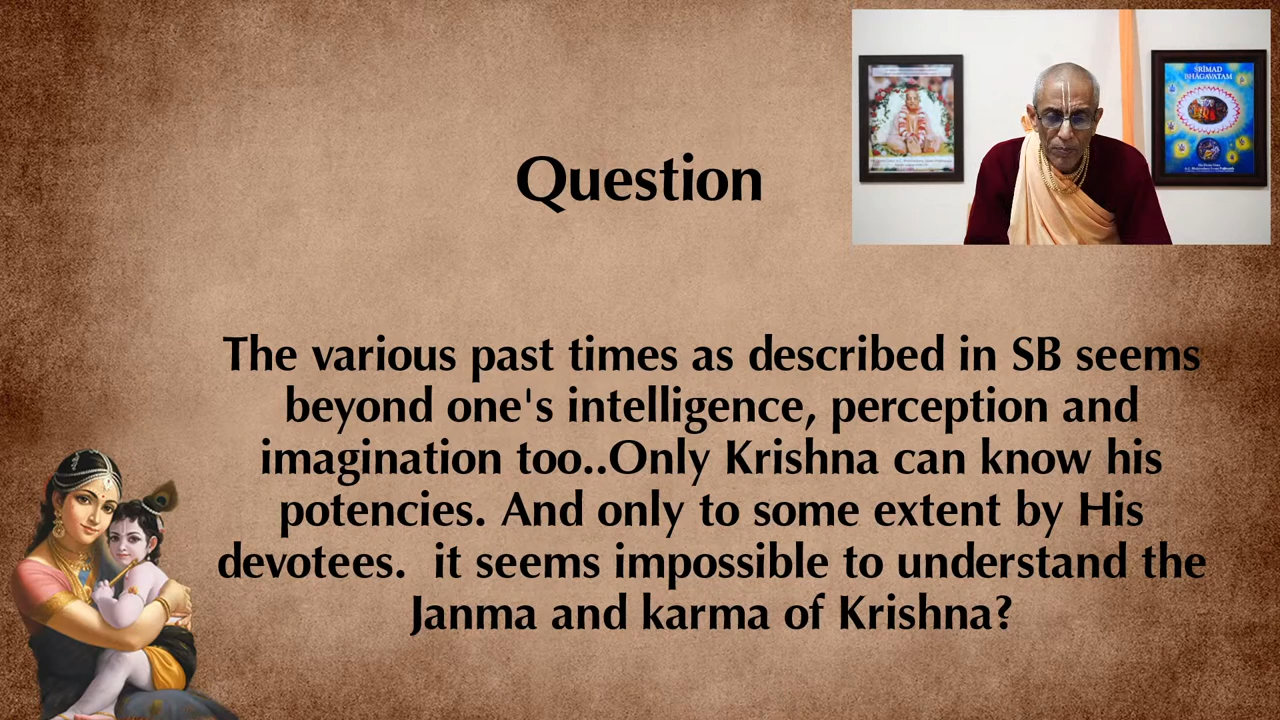 Question
SRIMAD
BHAGAVATAM
The various past times as described in SB seems
beyond one's intelligence, perception and
imagination too..Only Krishna can know his
potencies. And only to some extent by His
devotees.  it seems impossible to understand the
Janma and karma of Krishna?